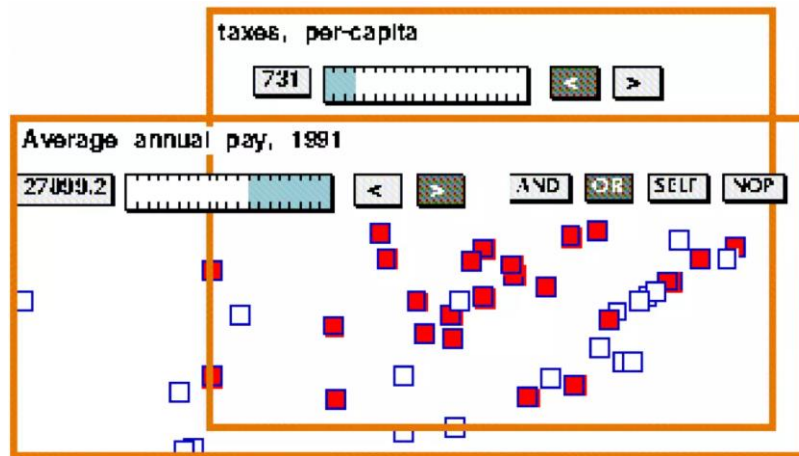 taxes, per-capita
731 < >
Average annual pay, 1991
27099.2 < > AND OR SELF NOP